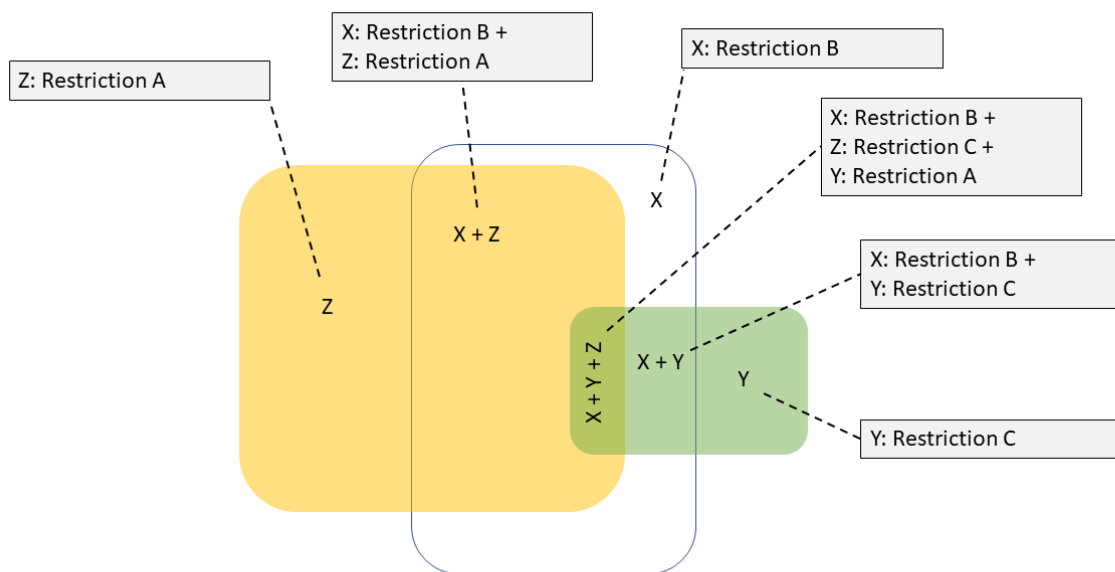 X: Restriction B +
Z: Restriction A
X: Restriction B
Z: Restriction A
X: Restriction B +
Z: Restriction C +
Y: Restriction A
X
X + Z
X: Restriction B +
Y: Restriction C
Z
X + Y + Z
X + Y
Y
Y: Restriction C